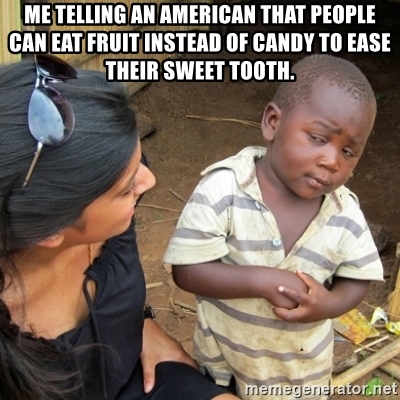 ME TELLING AN AMERICAN THAT PEOPLE
CAN EAT FRUIT INSTEAD OF CANDY TO EASE
THEIR SWEET TOOTH.
memegenerator.net